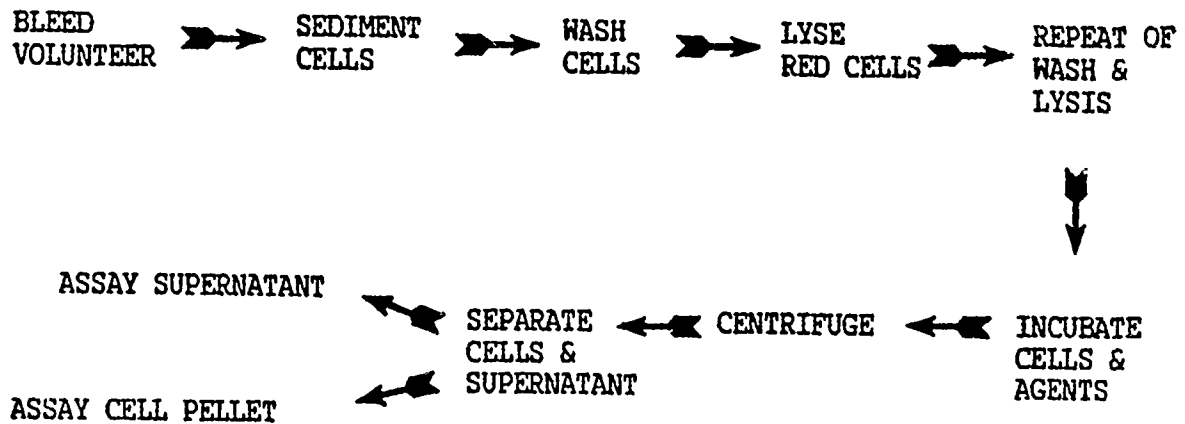 BLEED
VOLUNTEER
SEDIMENT
CELLS
WASH
CELLS
LYSE
RED CELLS
REPEAT OF
WASH &
LYSIS
INCUBATE
CELLS &
AGENTS
CENTRIFUGE
SEPARATE
CELLS &
SUPERNATANT
ASSAY SUPERNATANT
ASSAY CELL PELLET